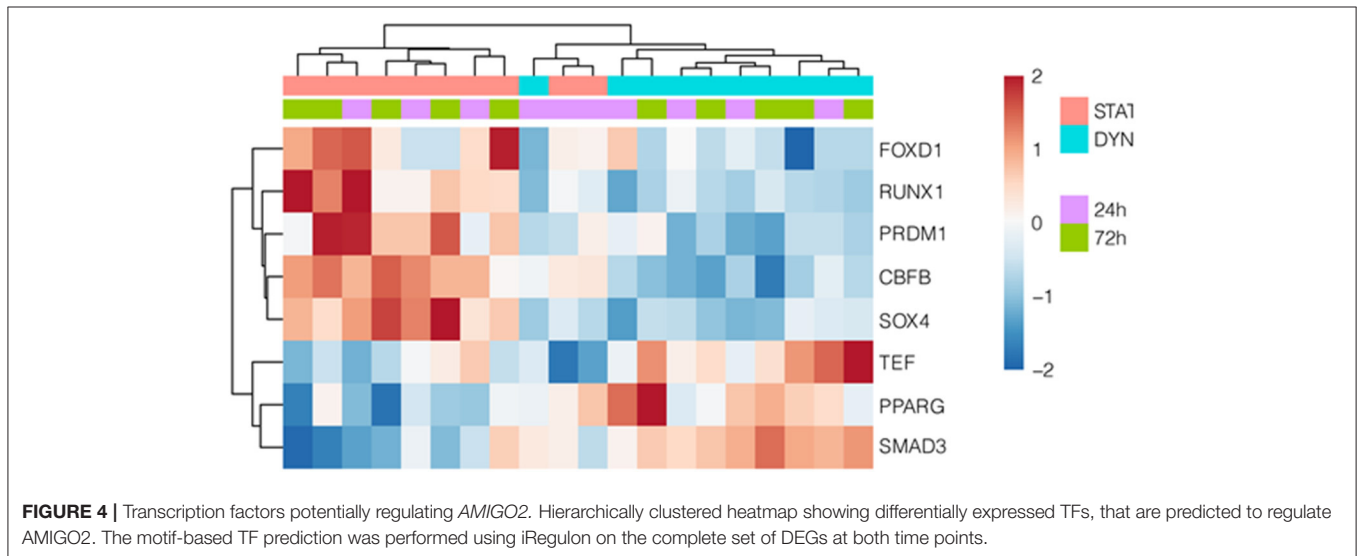 FOXD1
RUNX1
PRDM1
CBFB
SOX4
TEF
PPARG
SMAD3
2
1
0
−1
−2
STAT
DYN
24h
72h
FIGURE 4 | Transcription factors potentially regulating AMIGO2. Hierarchically clustered heatmap showing differentially expressed TFs, that are predicted to regulate
AMIGO2. The motif-based TF prediction was performed using iRegulon on the complete set of DEGs at both time points.